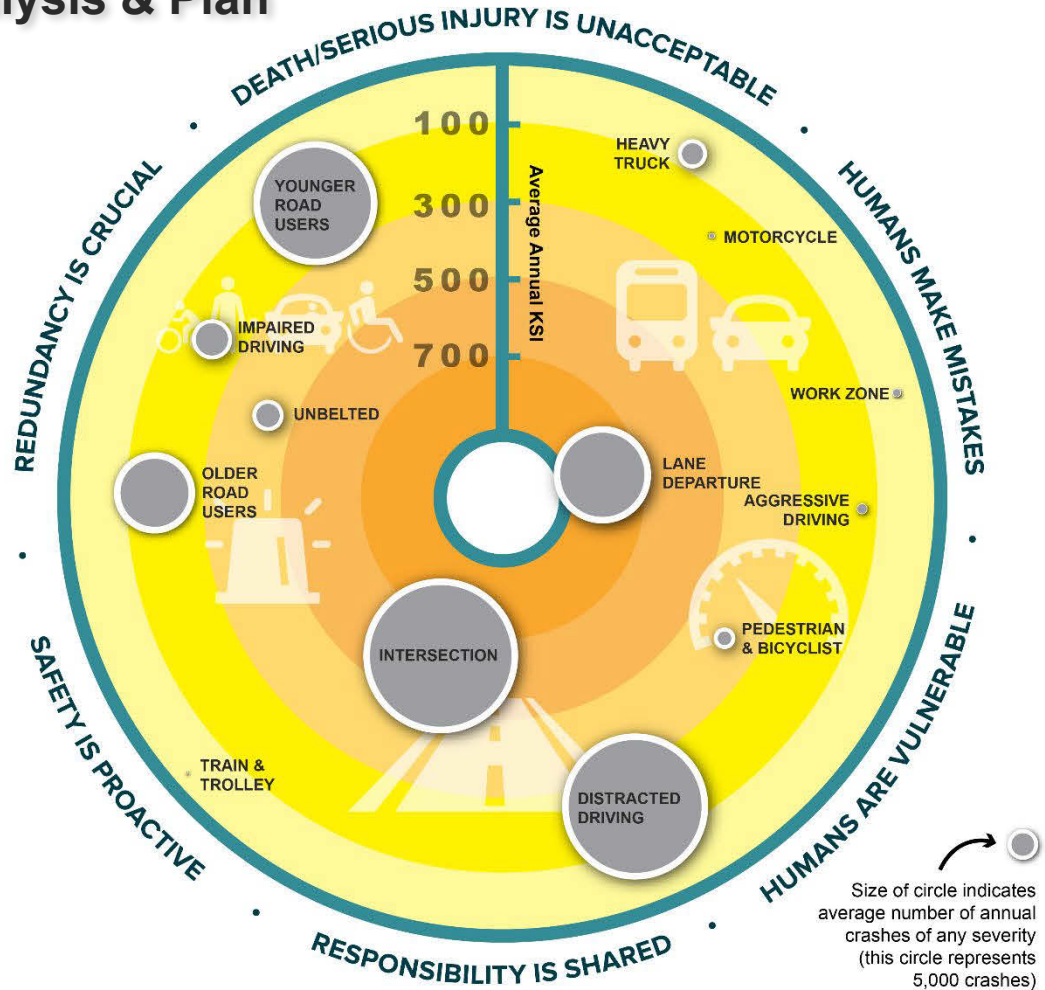 lysis & Plan
DEATH/SERIOUS INJURY IS UNACCEPTABLE
HUMANS MAKE MISTAKES
HUMANS ARE VULNERABLE
RESPONSIBILITY IS SHARED
SAFETY IS PROACTIVE
REDUNDANCY IS CRUCIAL
100
300
500
700
Average Annual KSI
YOUNGER
ROAD
USERS
IMPAIRED
DRIVING
UNBELTED
OLDER
ROAD
USERS
INTERSECTION
TRAIN &
TROLLEY
HEAVY
TRUCK
MOTORCYCLE
WORK ZONE
LANE
DEPARTURE
AGGRESSIVE
DRIVING
PEDESTRIAN
& BICYCLIST
DISTRACTED
DRIVING
Size of circle indicates
average number of annual
crashes of any severity
(this circle represents
5,000 crashes)